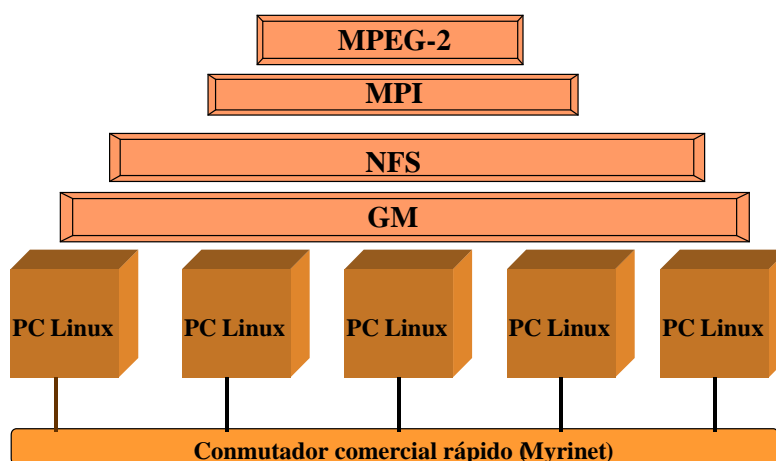 MPEG-2
MPI
NFS
GM
PC Linux PC Linux PC Linux PC Linux PC Linux
Conmutador comercial rápido (Myrinet)